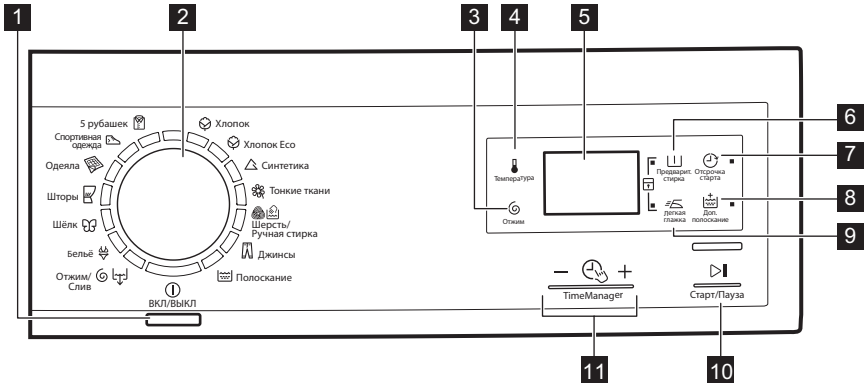 1
2
3
4
5
6
7
8
9
10
11
5 рубашек
Спортивная
одежда
Одеяла
Шторы
Шёлк
Бельё
Отжим/
Слив
ВКЛ/ВЫКЛ
Хлопок
Хлопок Eco
Синтетика
Тонкие ткани
Шерсть/
Ручная стирка
Джинсы
Полоскание
Температура
Отжим
Предварит.
стирка
Отсрочка
старта
легкая
глажка
Доп.
полоскание
TimeManager
Старт/Пауза